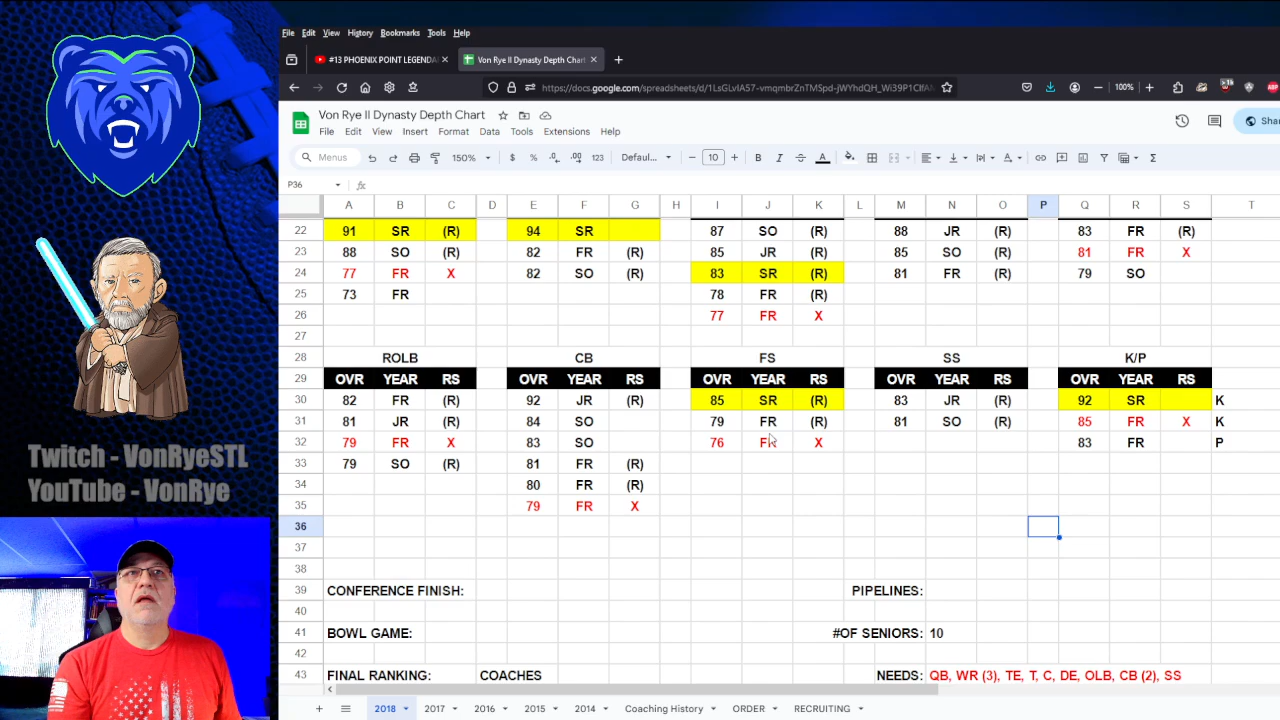 File Edit View History Bookmarks Tools Help
#13 PHOENIX POINT LEGENDA
Von Rye II Dynasty Depth Chart
https://docs.google.com/spreadsheets/d/
100%
Von Rye II Dynasty Depth Chart
File Edit View Insert Format Data Tools Extensions Help
Shar
Menus 150% $ % .0 .00 123 Defaul... 10 B I A Σ
P36 fx
A B C D E F G H I J K L M N O P Q R S T
22 91 SR (R) 94 SR 87 SO (R) 88 JR (R) 83 FR (R)
23 88 SO (R) 82 FR (R) 85 JR (R) 85 SO (R) 81 FR X
24 77 FR X 82 SO (R) 83 SR (R) 81 FR (R) 79 SO
25 73 FR 78 FR (R)
26 77 FR X
27
28 ROLB CB FS SS K/P
29 OVR YEAR RS OVR YEAR RS OVR YEAR RS OVR YEAR RS OVR YEAR RS
30 82 FR (R) 92 JR (R) 85 SR (R) 83 JR (R) 92 SR K
31 81 JR (R) 84 SO 79 FR (R) 81 SO (R) 85 FR X K
32 79 FR X 83 SO 76 FR X 83 FR P
33 79 SO (R) 81 FR (R)
34 80 FR (R)
35 79 FR X
36
37
38
39 CONFERENCE FINISH: PIPELINES:
40
41 BOWL GAME: #OF SENIORS: 10
43 FINAL RANKING: COACHES NEEDS: QB, WR (3), TE, T, C, DE, OLB, CB (2), SS
2018 2017 2016 2015 2014 Coaching History ORDER RECRUITING
Twitch - VonRyeSTL
YouTube - VonRye